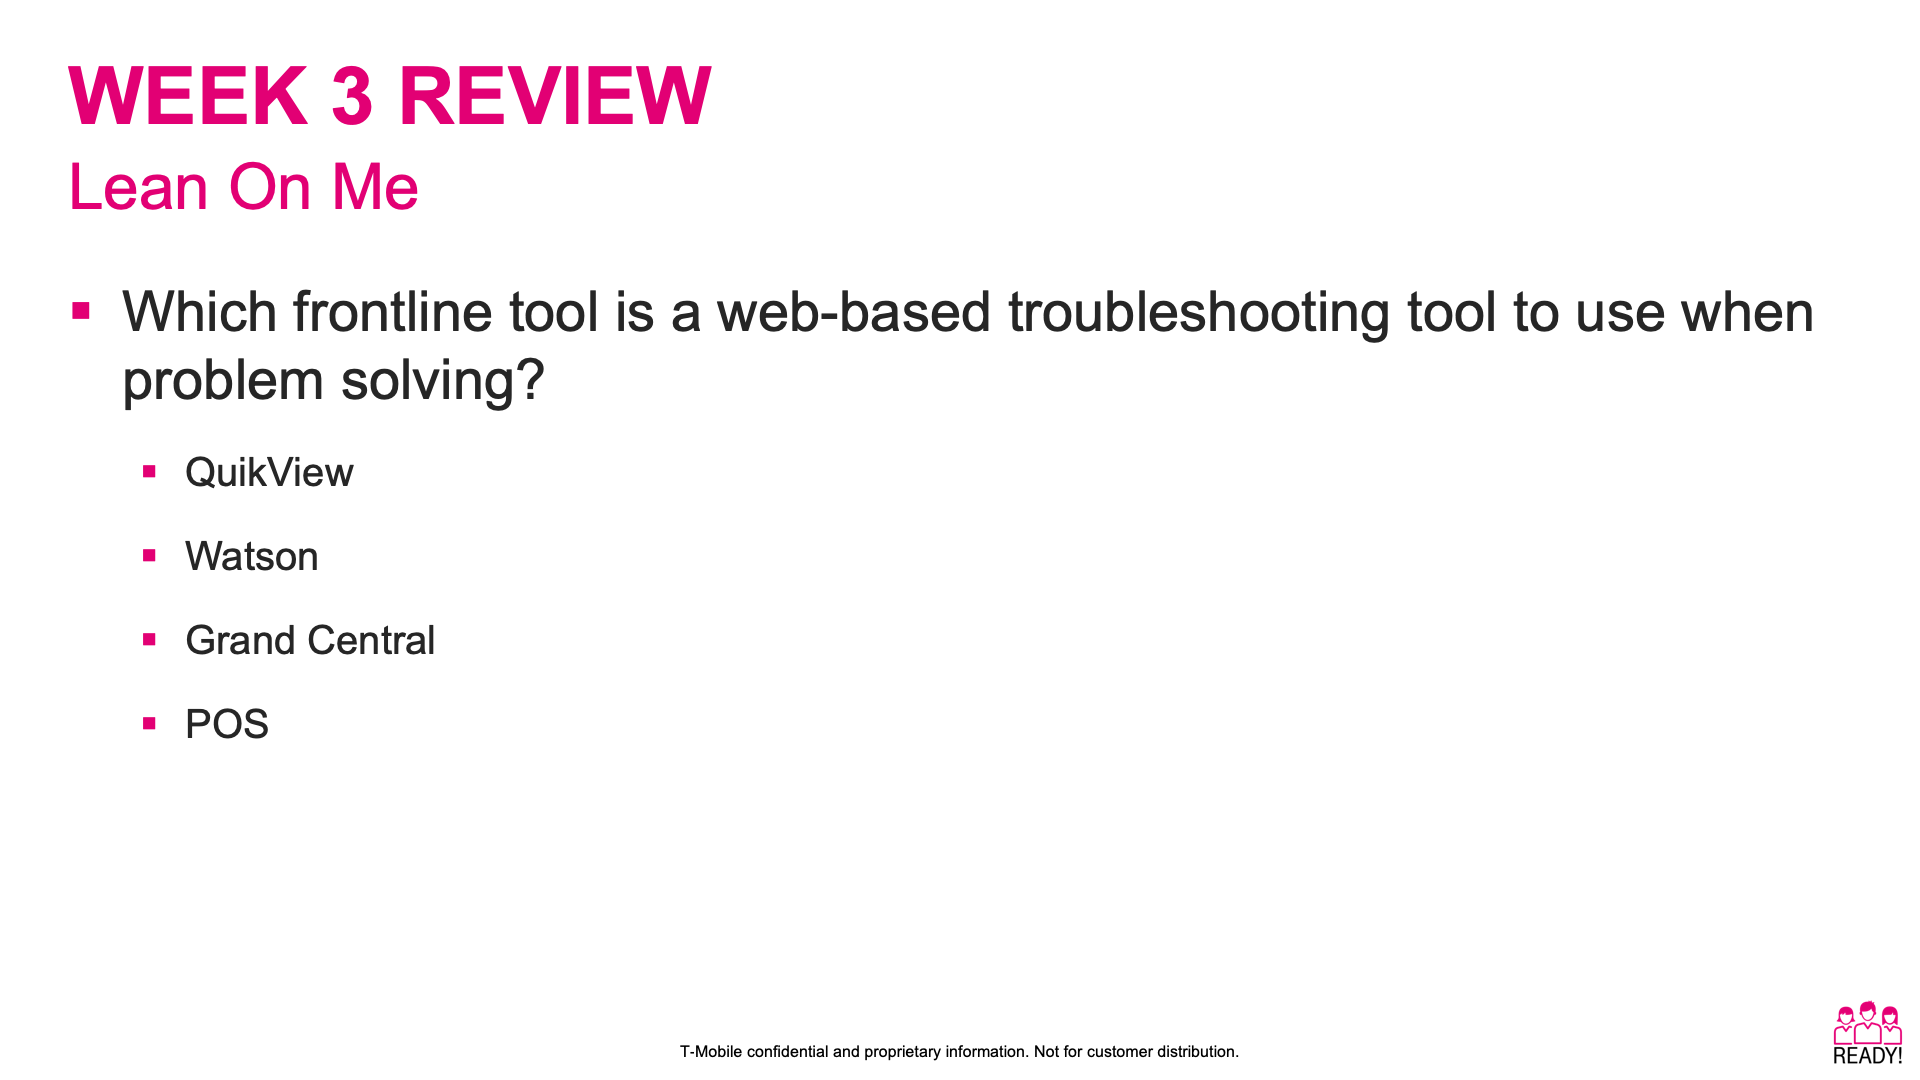 WEEK 3 REVIEW
Lean On Me
Which frontline tool is a web-based troubleshooting tool to use when
problem solving?
QuikView
Watson
Grand Central
POS
T-Mobile confidential and proprietary information. Not for customer distribution.
READY!